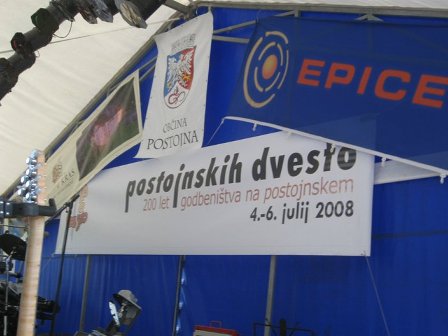 OBČINA
POSTOJNA
EPICE
postojnskih dvesto
200 let godbeništva na postojnskem
4.-6. julij 2008